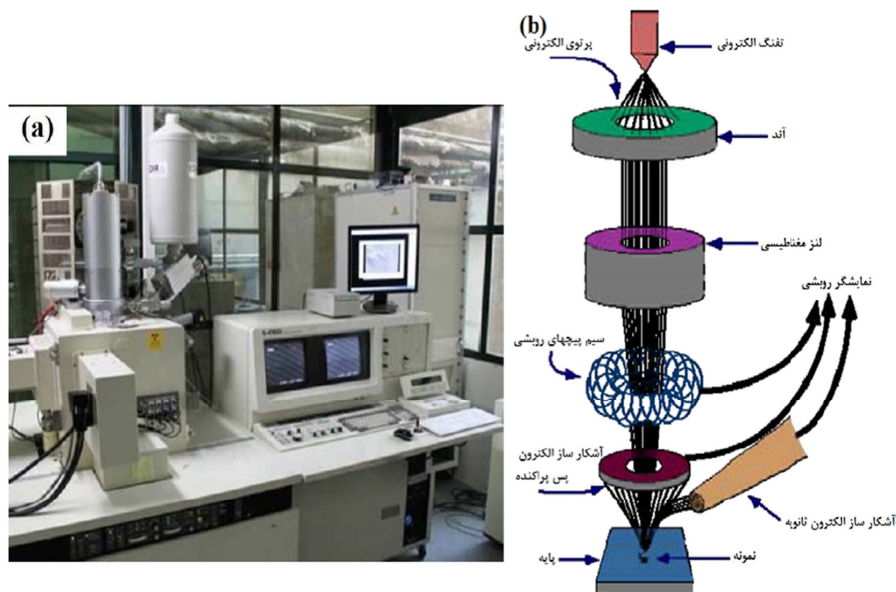 (a)
(b)
تفنگ الکترونی
پرتوی الکترونی
آند
لنز مغناطیسی
نمایشگر روبشی
سیم پیچهای روبشی
آشکار ساز الکترون
پس پراکنده
آشکار ساز الکترون ثانویه
نمونه
پایه